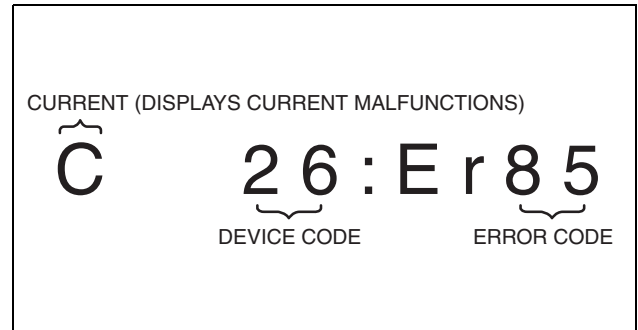 CURRENT (DISPLAYS CURRENT MALFUNCTIONS)
C 26:Er85
DEVICE CODE ERROR CODE